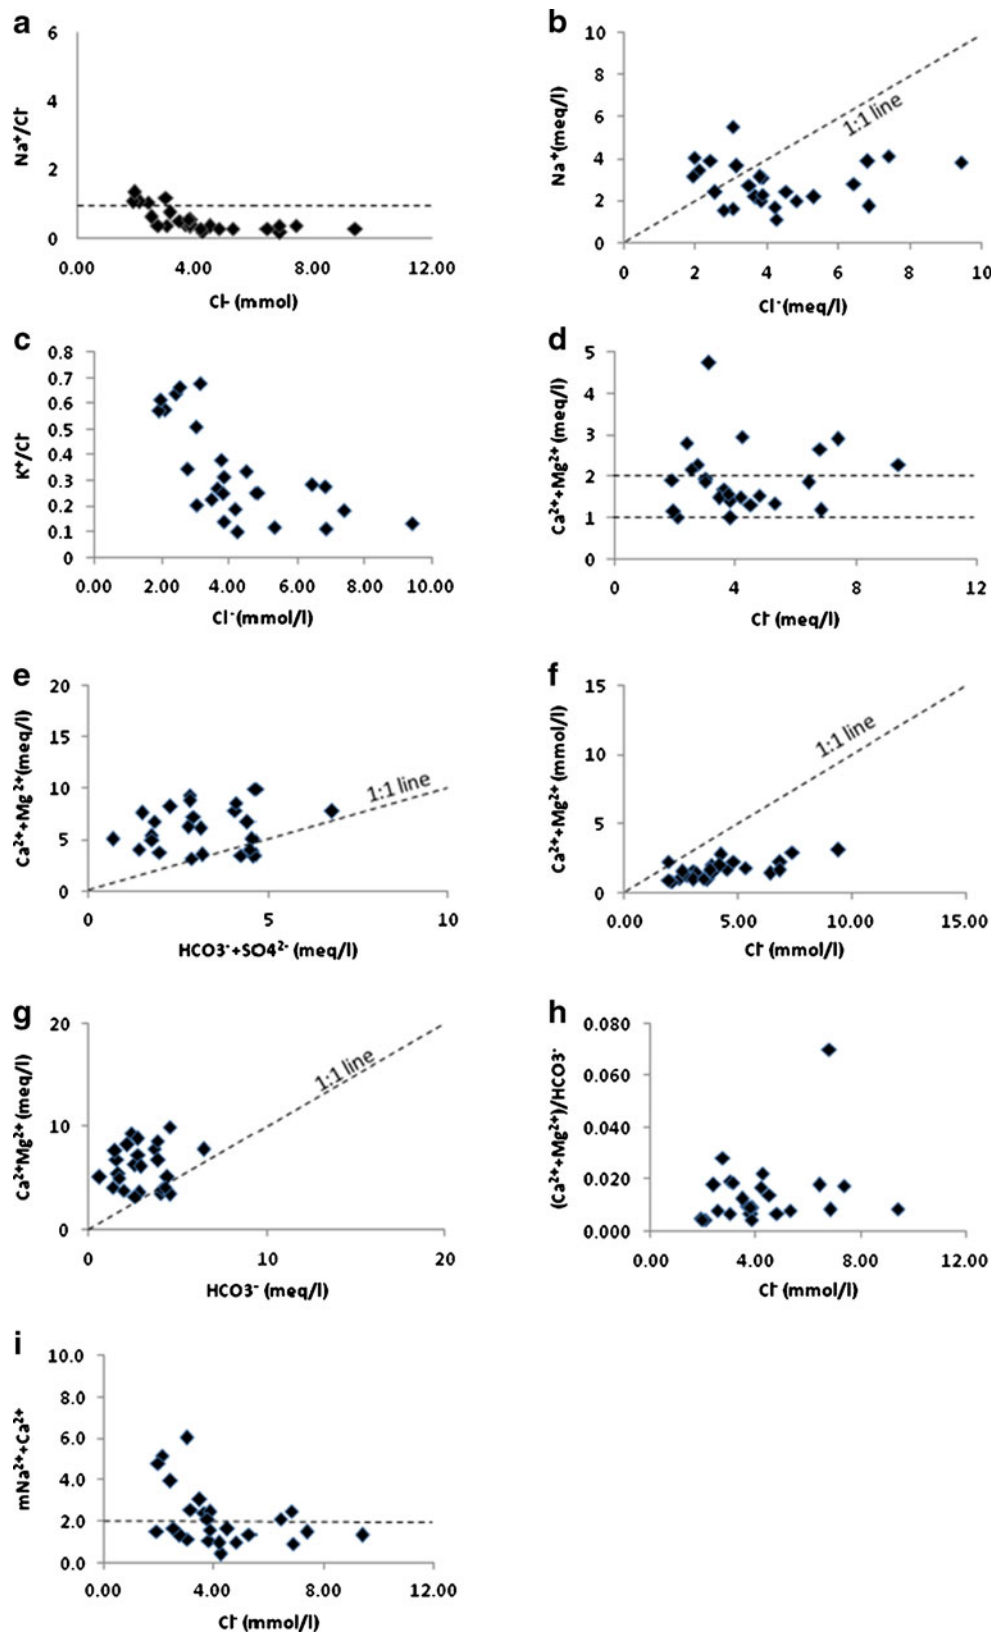 a
6
4
2
0
Na⁺/Cl⁻
0.00 4.00 8.00 12.00
Cl- (mmol)
b
10
8
6
4
2
0
Na⁺(meq/l)
1:1 line
0 2 4 6 8 10
Cl⁻(meq/l)
c
0.8
0.7
0.6
0.5
0.4
0.3
0.2
0.1
0
K⁺/Cl⁻
0.00 2.00 4.00 6.00 8.00 10.00
Cl⁻(mmol/l)
d
5
4
3
2
1
0
Ca²⁺+Mg²⁺ (meq/l)
0 4 8 12
Cl⁻ (meq/l)
e
20
15
10
5
0
Ca²⁺+Mg²⁺(meq/l)
1:1 line
0 5 10
HCO3⁻+SO4²⁻ (meq/l)
f
15
10
5
0
Ca²⁺+Mg²⁺ (mmol/l)
1:1 line
0.00 5.00 10.00 15.00
Cl⁻ (mmol/l)
g
20
10
0
Ca²⁺Mg²⁺ (meq/l)
1:1 line
0 10 20
HCO3⁻ (meq/l)
h
0.080
0.060
0.040
0.020
0.000
(Ca²⁺+Mg²⁺)/HCO3⁻
0.00 4.00 8.00 12.00
Cl⁻ (mmol/l)
i
10.0
8.0
6.0
4.0
2.0
0.0
mNa²⁺+Ca²⁺
0.00 4.00 8.00 12.00
Cl⁻ (mmol/l)